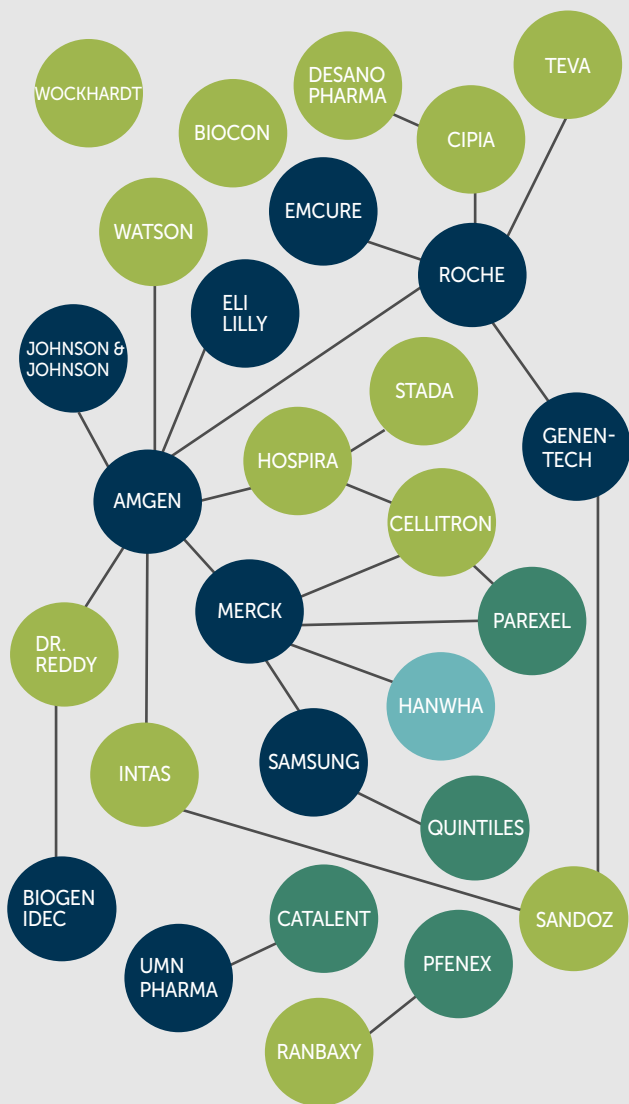 TEVA
DESANO
PHARMA
WOCKHARDT
BIOCON
CIPIA
EMCURE
WATSON
ROCHE
ELI
LILLY
JOHNSON &
JOHNSON
STADA
GENEN-
TECH
HOSPIRA
AMGEN
CELLITRON
MERCK
PAREXEL
DR.
REDDY
HANWHA
SAMSUNG
INTAS
QUINTILES
BIOGEN
IDEC
CATALENT
SANDOZ
UMN
PHARMA
PFENEX
RANBAXY